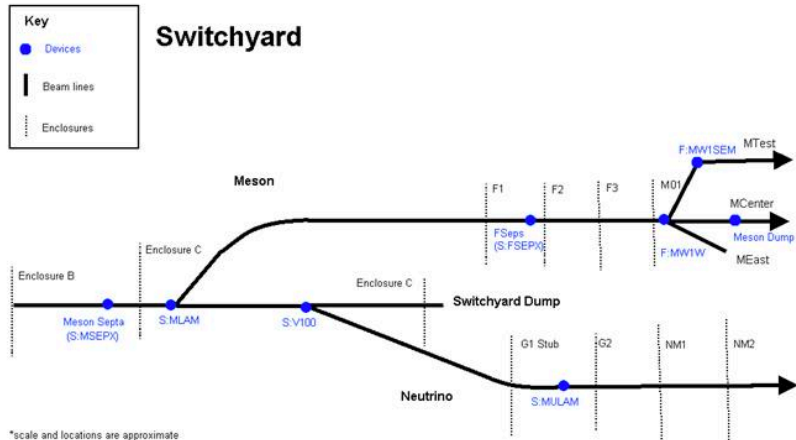 Key
Devices
Beam lines
Enclosures
Switchyard
MTest
F:MW1SEM
Meson
F1
F2
F3
M01
MCenter
FSeps
(S:FSEPX)
Meson Dump
F:MW1W
MEast
Enclosure C
Enclosure B
Enclosure C
Switchyard Dump
Meson Septa
(S:MSEPX)
S:MLAM
S:V100
G1 Stub
G2
NM1
NM2
Neutrino
S:MULAM
*scale and locations are approximate